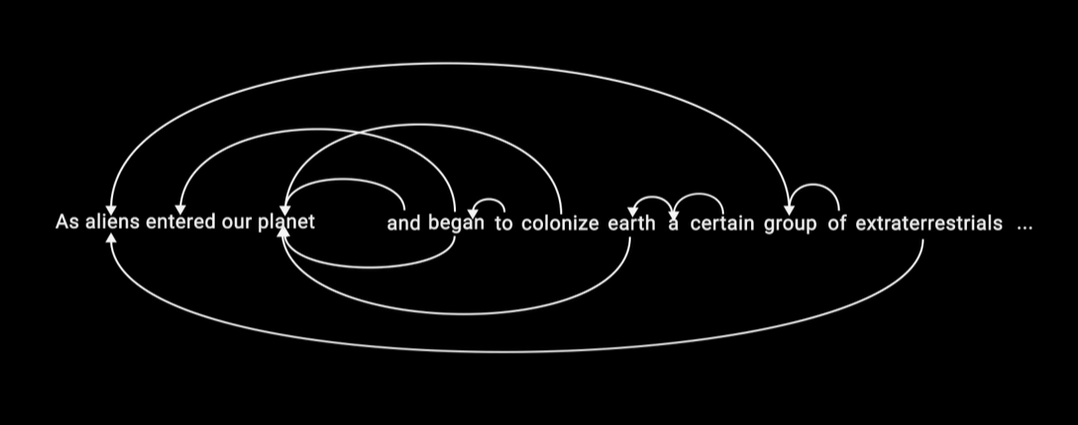 As aliens entered our planet and began to colonize earth a certain group of extraterrestrials ...